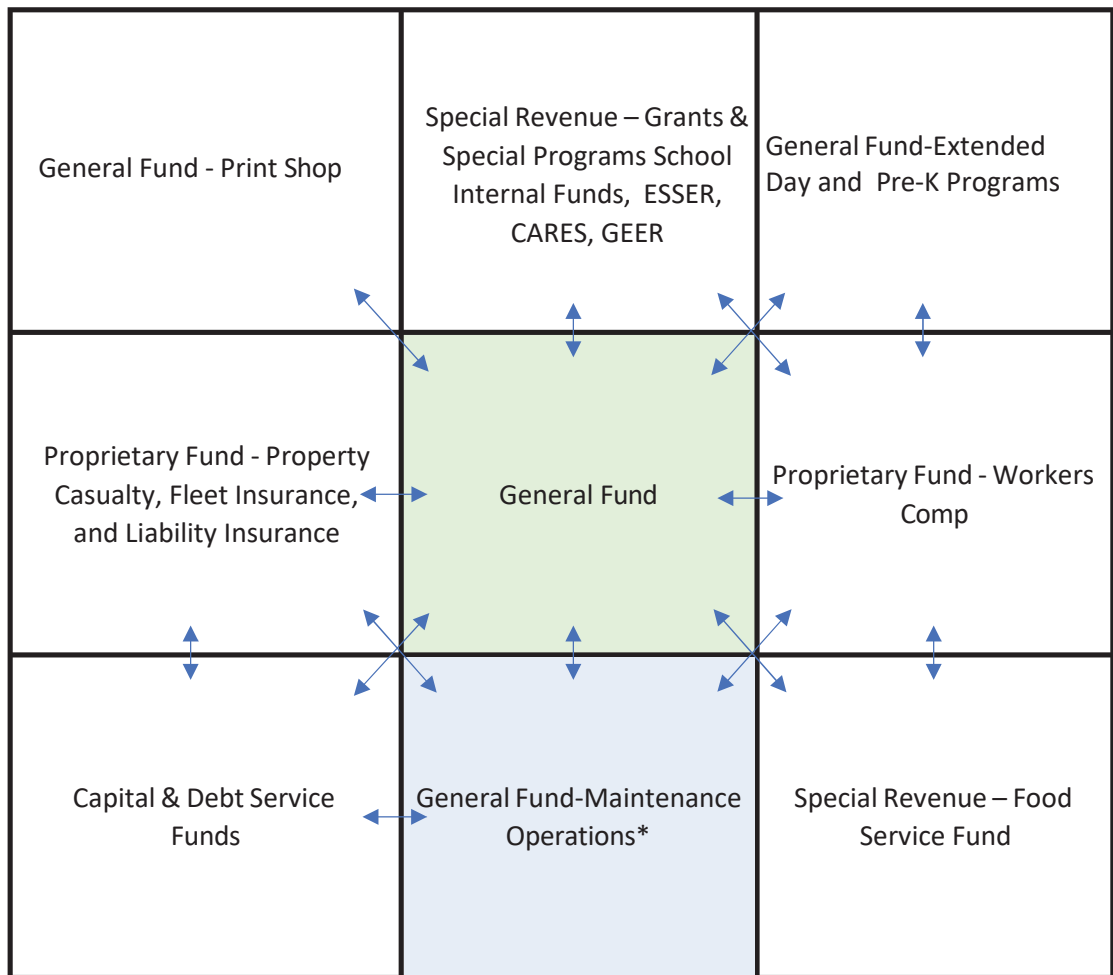 General Fund - Print Shop
Special Revenue – Grants &
Special Programs School
Internal Funds,  ESSER,
CARES, GEER
General Fund-Extended
Day and  Pre-K Programs
Proprietary Fund - Property
Casualty, Fleet Insurance,
and Liability Insurance
General Fund
Proprietary Fund - Workers
Comp
Capital & Debt Service
Funds
General Fund-Maintenance
Operations*
Special Revenue – Food
Service Fund